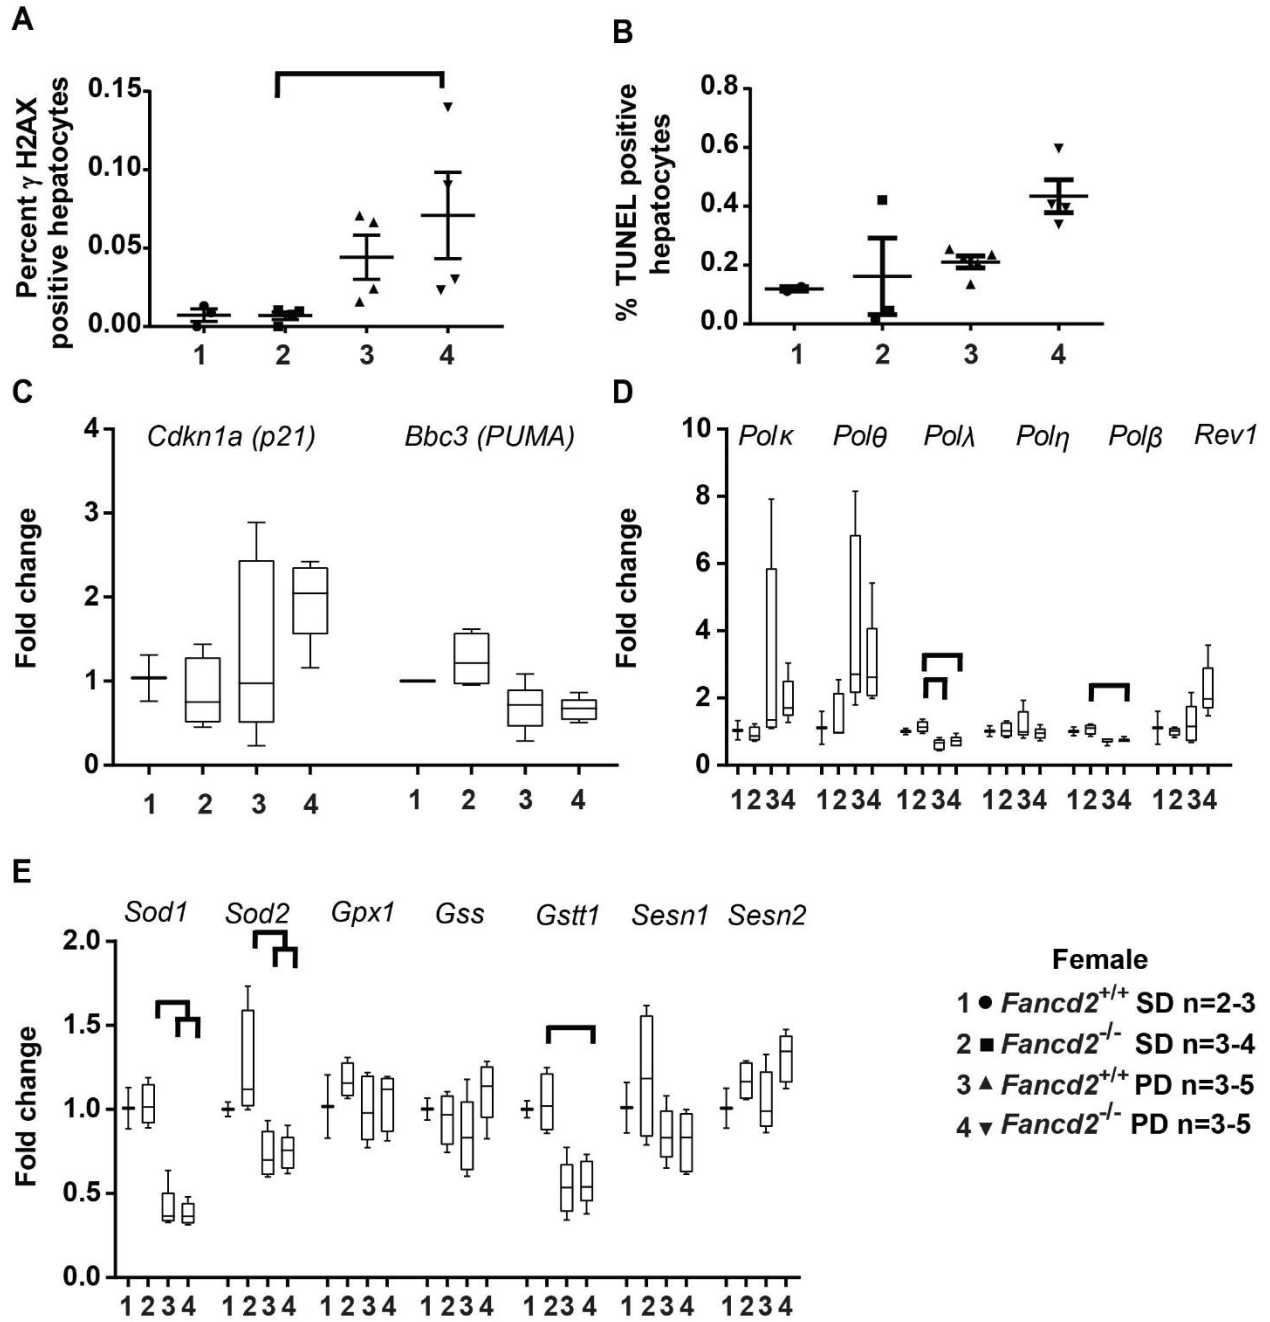 A
Percent γ H2AX
positive hepatocytes
0.15
0.10
0.05
0.00
1 2 3 4
B
% TUNEL positive
hepatocytes
0.8
0.6
0.4
0.2
0.0
1 2 3 4
C
Cdkn1a (p21) Bbc3 (PUMA)
Fold change
4
3
2
1
0
1 2 3 4 1 2 3 4
D
Polκ Polθ Polλ Polη Polβ Rev1
Fold change
10
8
6
4
2
0
1234 1234 1234 1234 1234 1234
E
Sod1 Sod2 Gpx1 Gss Gstt1 Sesn1 Sesn2
Fold change
2.0
1.5
1.0
0.5
0.0
1234 1234 1234 1234 1234 1234 1234
Female
1 ● Fancd2+/+ SD n=2-3
2 ■ Fancd2-/- SD n=3-4
3 ▲ Fancd2+/+ PD n=3-5
4 ▼ Fancd2-/- PD n=3-5